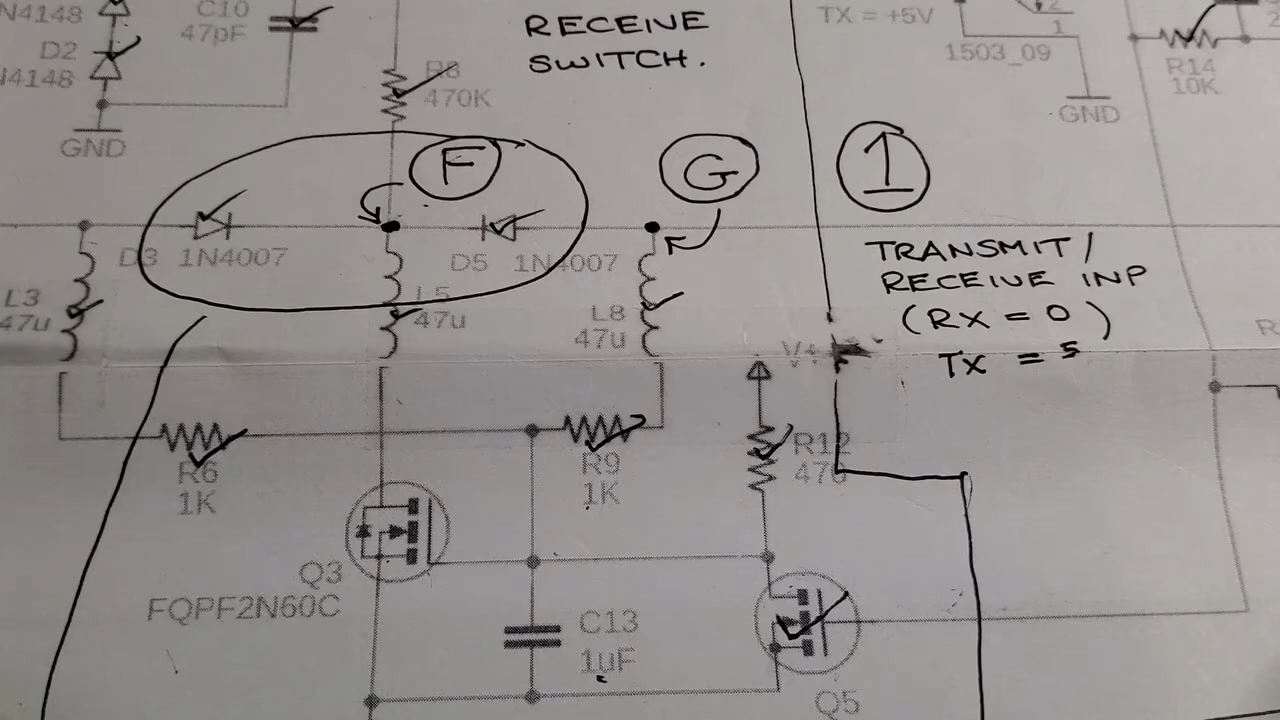 N4148
D2
N4148
GND
C10
47pF
R8
470K
RECEIVE
SWITCH.
TX = +5V
2
1
1503_09
GND
R14
10K
F
G
1
D3 1N4007
D5 1N4007
L3
47u
L5
47u
L8
47u
TRANSMIT/
RECEIVE INP
(RX = 0)
TX = 5
R6
1K
R9
1K
R12
Q3
FQPF2N60C
C13
1uF
Q5